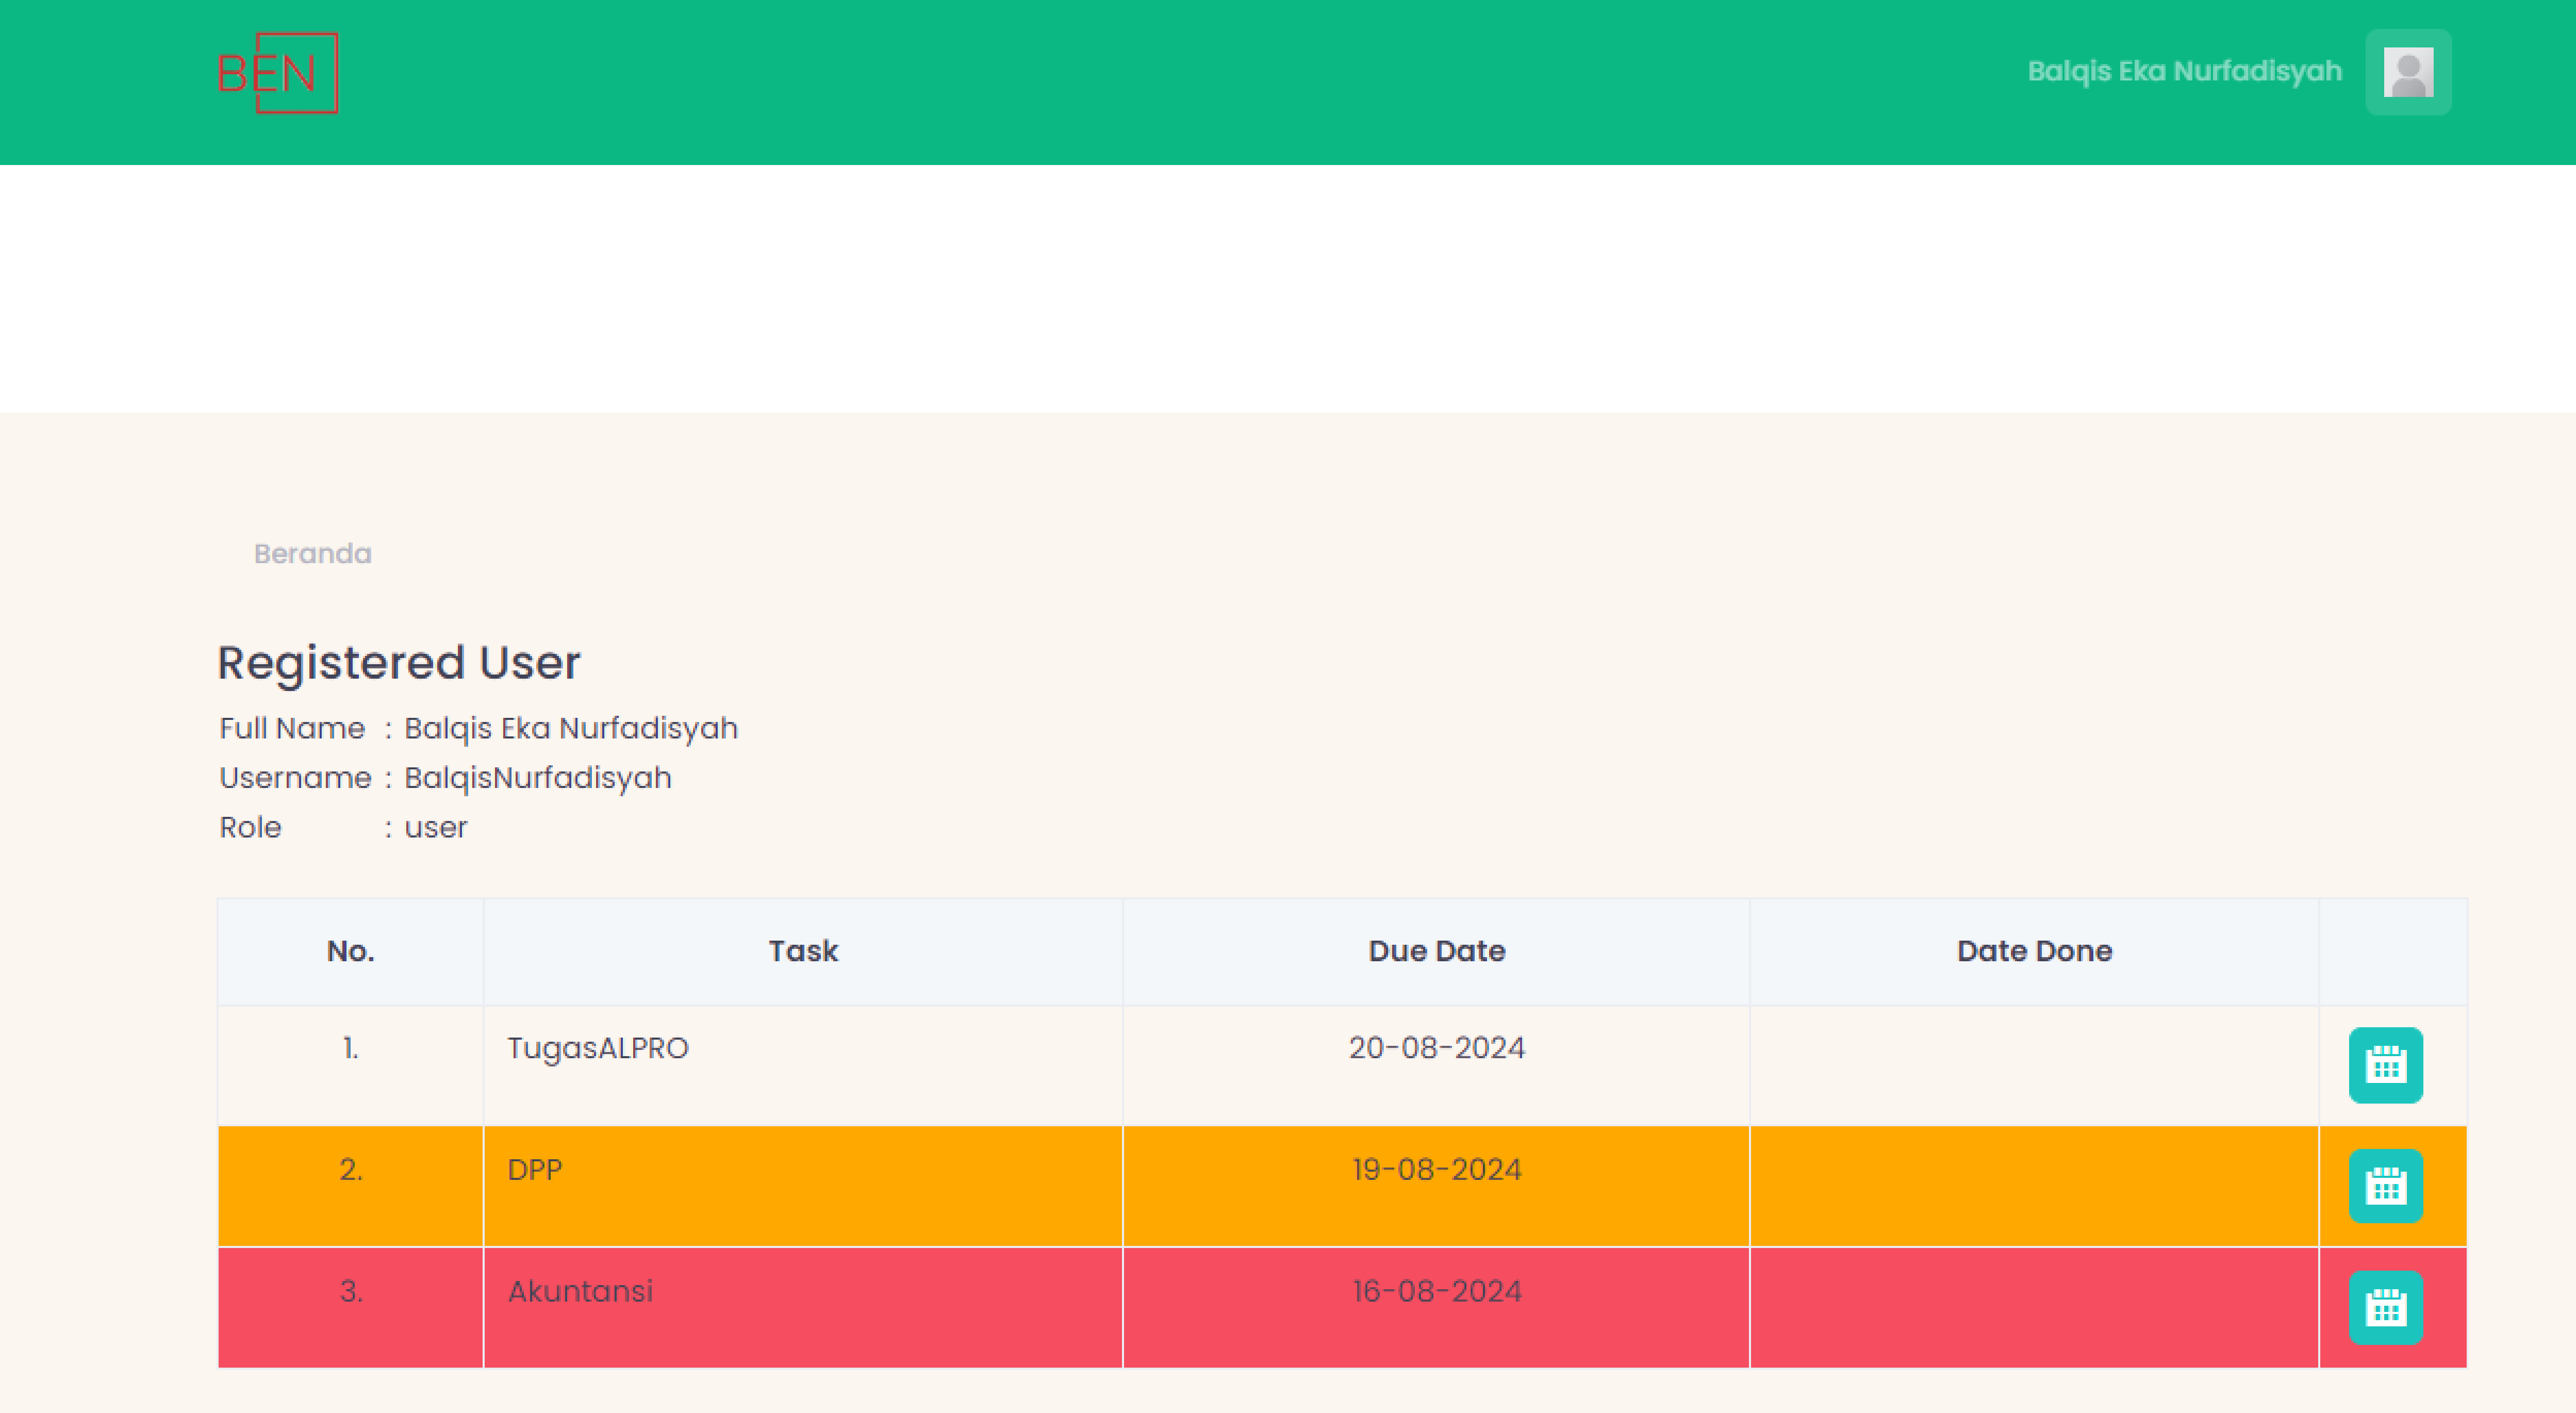 BEN
Balqis Eka Nurfadisyah
Beranda
Registered User
Full Name : Balqis Eka Nurfadisyah
Username : BalqisNurfadisyah
Role : user
No. Task Due Date Date Done
1. TugasALPRO 20-08-2024
2. DPP 19-08-2024
3. Akuntansi 16-08-2024